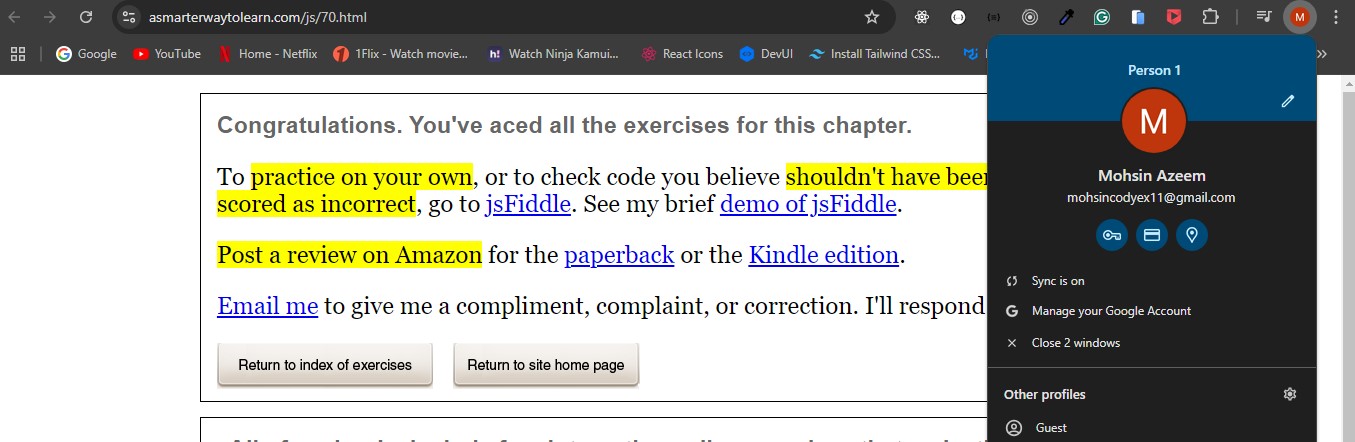 asmarterwaytolearn.com/js/70.html
M
Google
YouTube
Home - Netflix
1Flix - Watch movie...
h!
Watch Ninja Kamui...
React Icons
DevUI
Install Tailwind CSS...
Person 1
M
Mohsin Azeem
mohsincodyex11@gmail.com
Sync is on
Manage your Google Account
Close 2 windows
Other profiles
Guest
Congratulations. You've aced all the exercises for this chapter.
To practice on your own, or to check code you believe shouldn't have been
scored as incorrect, go to jsFiddle. See my brief demo of jsFiddle.
Post a review on Amazon for the paperback or the Kindle edition.
Email me to give me a compliment, complaint, or correction. I'll respond
Return to index of exercises
Return to site home page